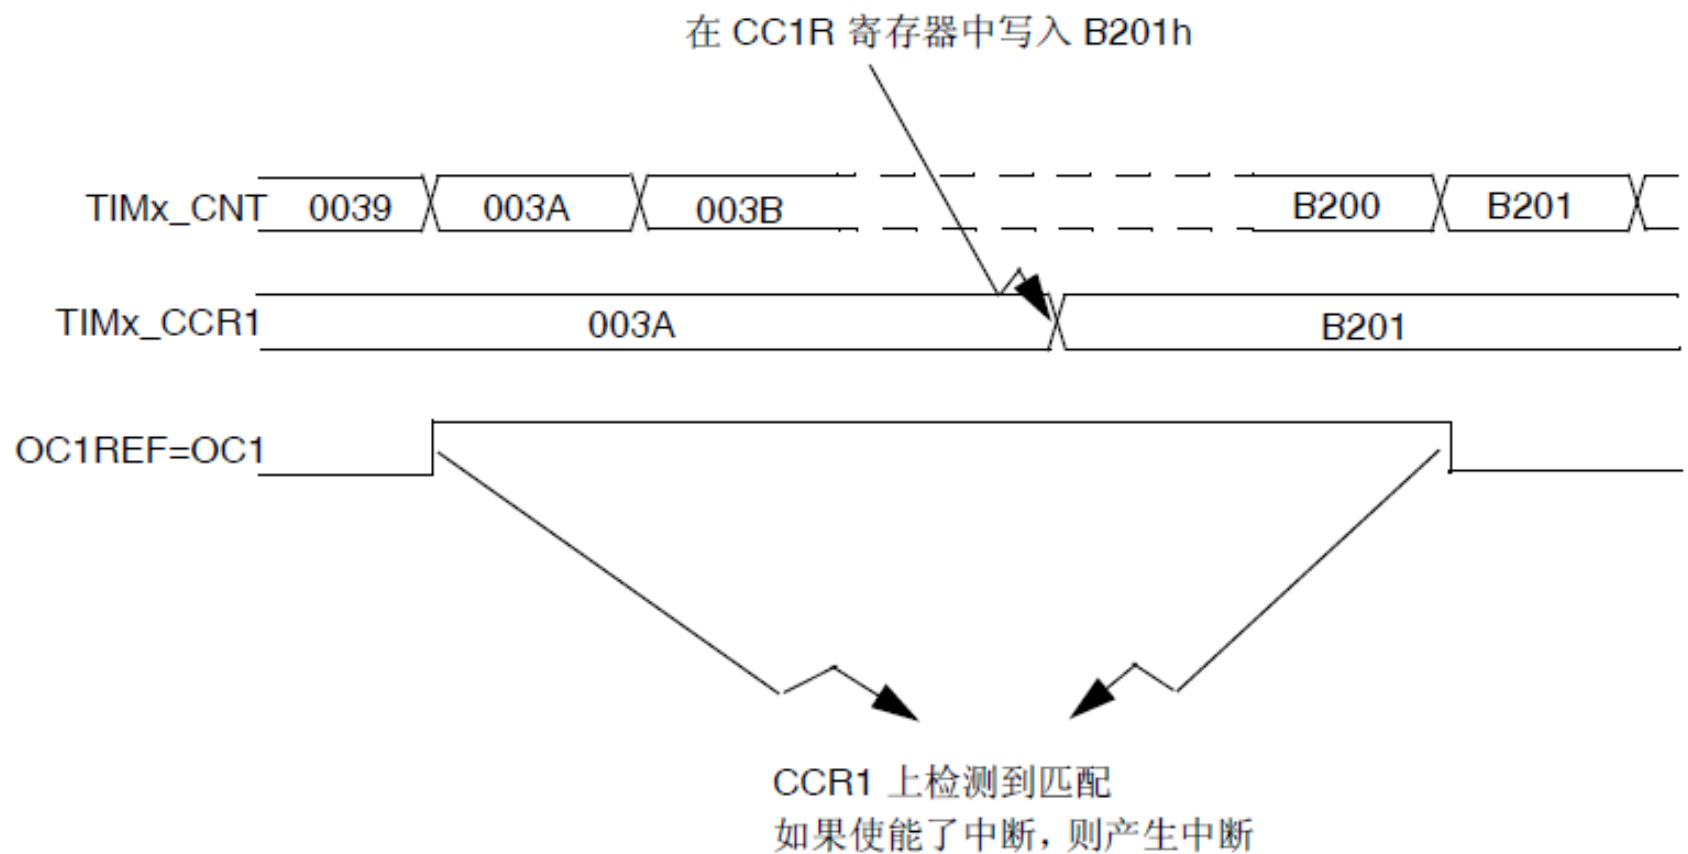 在 CC1R 寄存器中写入 B201h
TIMx_CNT 0039 003A 003B B200 B201
TIMx_CCR1 003A B201
OC1REF=OC1
CCR1 上检测到匹配
如果使能了中断，则产生中断